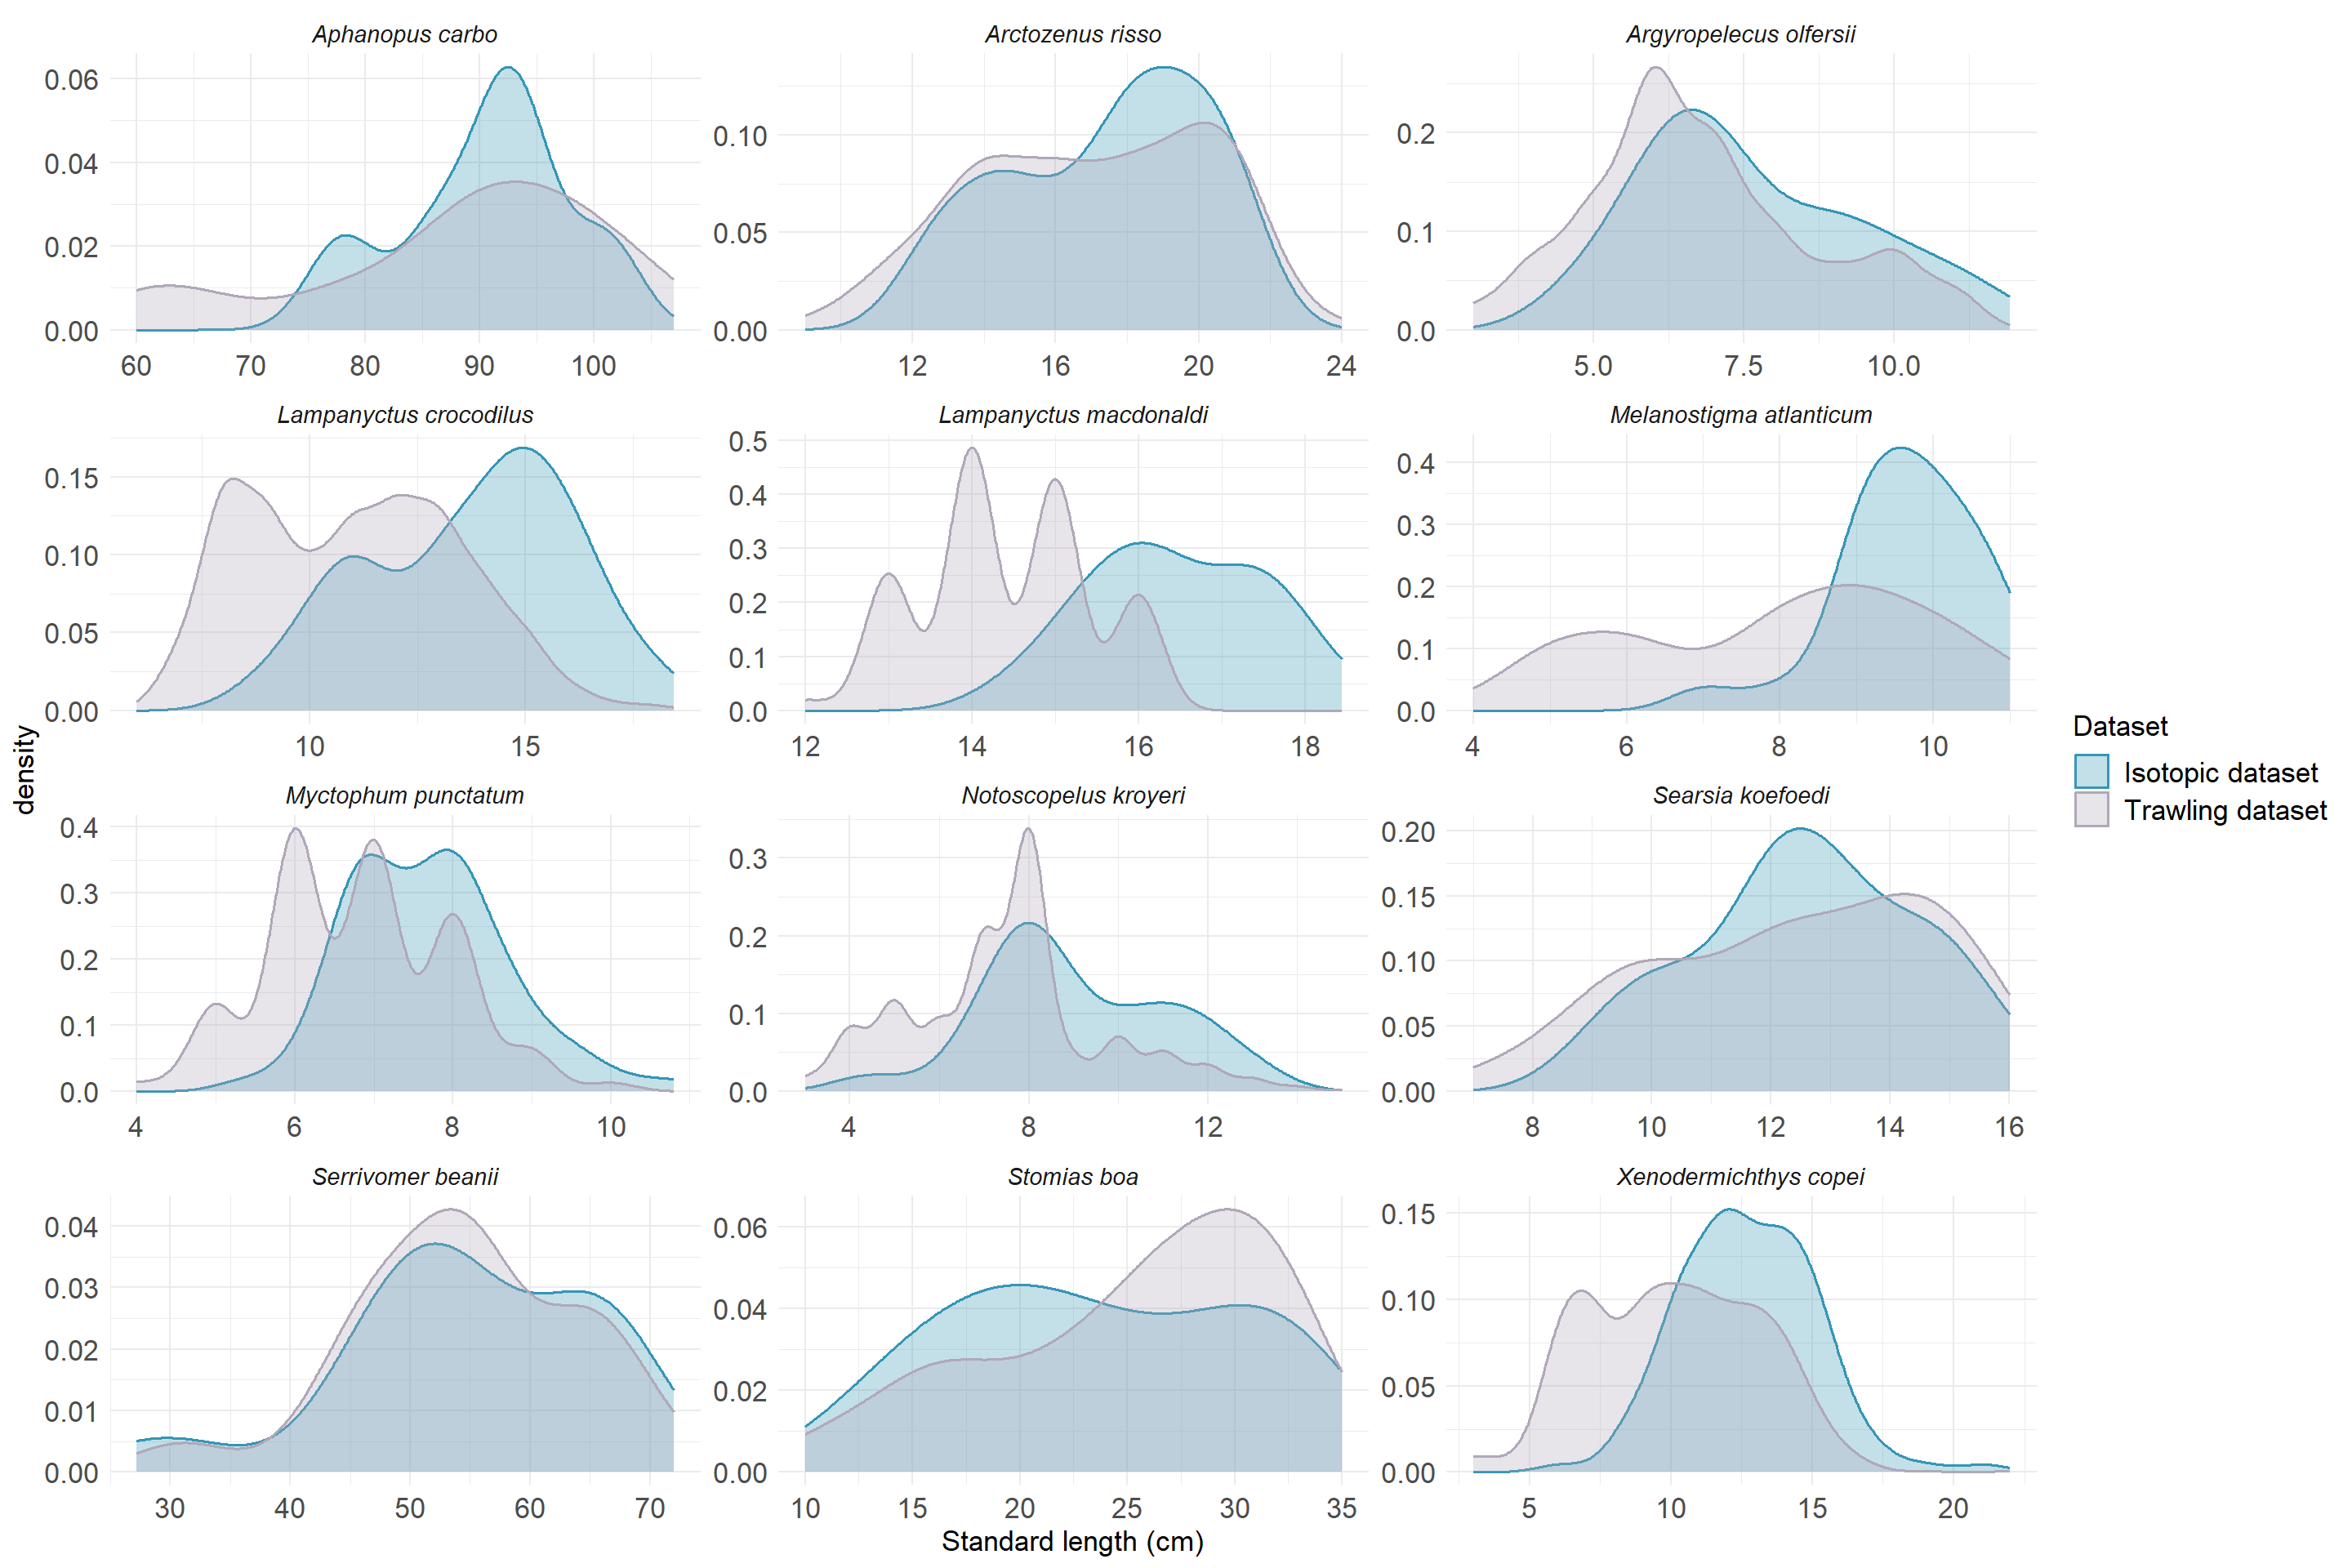 Aphanopus carbo
Arctozenus risso
Argyropelecus olfersii
0.06
0.04
0.02
0.00
60 70 80 90 100
0.10
0.05
0.00
12 16 20 24
0.2
0.1
0.0
5.0 7.5 10.0
Lampanyctus crocodilus
Lampanyctus macdonaldi
Melanostigma atlanticum
0.15
0.10
0.05
0.00
10 15
0.5
0.4
0.3
0.2
0.1
0.0
12 14 16 18
0.4
0.3
0.2
0.1
0.0
4 6 8 10
Myctophum punctatum
Notoscopelus kroyeri
Searsia koefoedi
0.4
0.3
0.2
0.1
0.0
4 6 8 10
0.3
0.2
0.1
0.0
4 8 12
0.20
0.15
0.10
0.05
0.00
8 10 12 14 16
Serrivomer beanii
Stomias boa
Xenodermichthys copei
0.04
0.03
0.02
0.01
0.00
30 40 50 60 70
0.06
0.04
0.02
0.00
10 15 20 25 30 35
0.15
0.10
0.05
0.00
5 10 15 20
density
Standard length (cm)
Dataset
Isotopic dataset
Trawling dataset